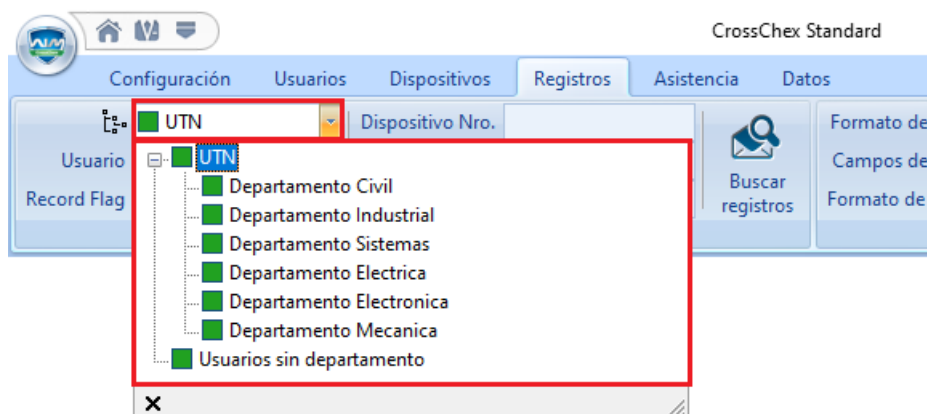 CrossChex Standard
Configuración Usuarios Dispositivos Registros Asistencia Datos
UTN Dispositivo Nro.
Usuario
Record Flag
UTN
Departamento Civil
Departamento Industrial
Departamento Sistemas
Departamento Electrica
Departamento Electronica
Departamento Mecanica
Usuarios sin departamento
Buscar
registros
Formato de
Campos de
Formato de